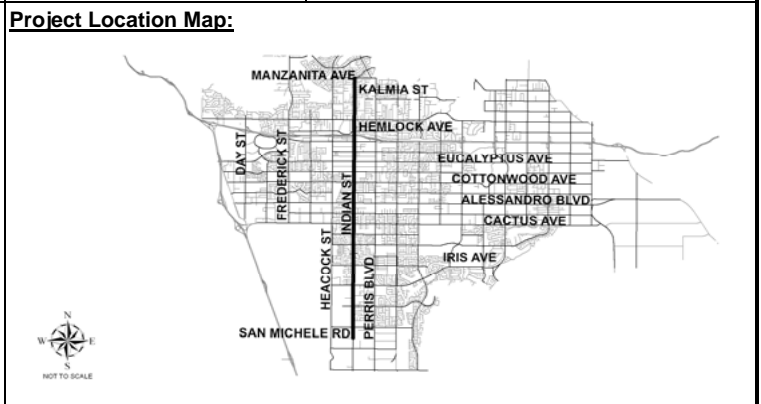 Project Location Map:
MANZANITA AVE
KALMIA ST
HEMLOCK AVE
DAY ST
FREDERICK ST
EUCALYPTUS AVE
COTTONWOOD AVE
INDIAN ST
ALESSANDRO BLVD
CACTUS AVE
HEACOCK ST
IRIS AVE
PERRIS BLVD
SAN MICHELE RD
N
W E
S
NOT TO SCALE